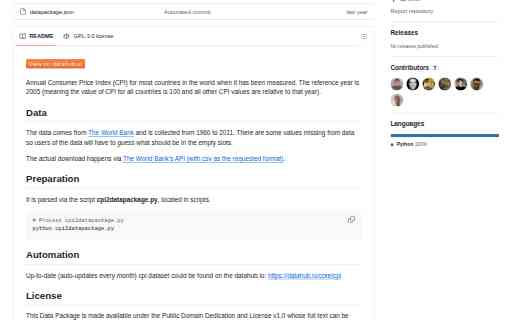 datapackage.json Automated commit last year
Report repository
README GPL-3.0 license
View on datahub.io
Releases
No releases published
Annual Consumer Price Index (CPI) for most countries in the world when it has been measured. The reference year is
2005 (meaning the value of CPI for all countries is 100 and all other CPI values are relative to that year).
Contributors 7
Data
The data comes from The World Bank and is collected from 1960 to 2011. There are some values missing from data
so users of the data will have to guess what should be in the empty slots.
Languages
Python 100%
The actual download happens via The World Bank's API (with csv as the requested format).
Preparation
It is parsed via the script cpi2datapackage.py, located in scripts.
# Process cpi2datapackage.py
python cpi2datapackage.py
Automation
Up-to-date (auto-updates every month) cpi dataset could be found on the datahub.io: https://datahub.io/core/cpi
License
This Data Package is made available under the Public Domain Dedication and License v1.0 whose full text can be